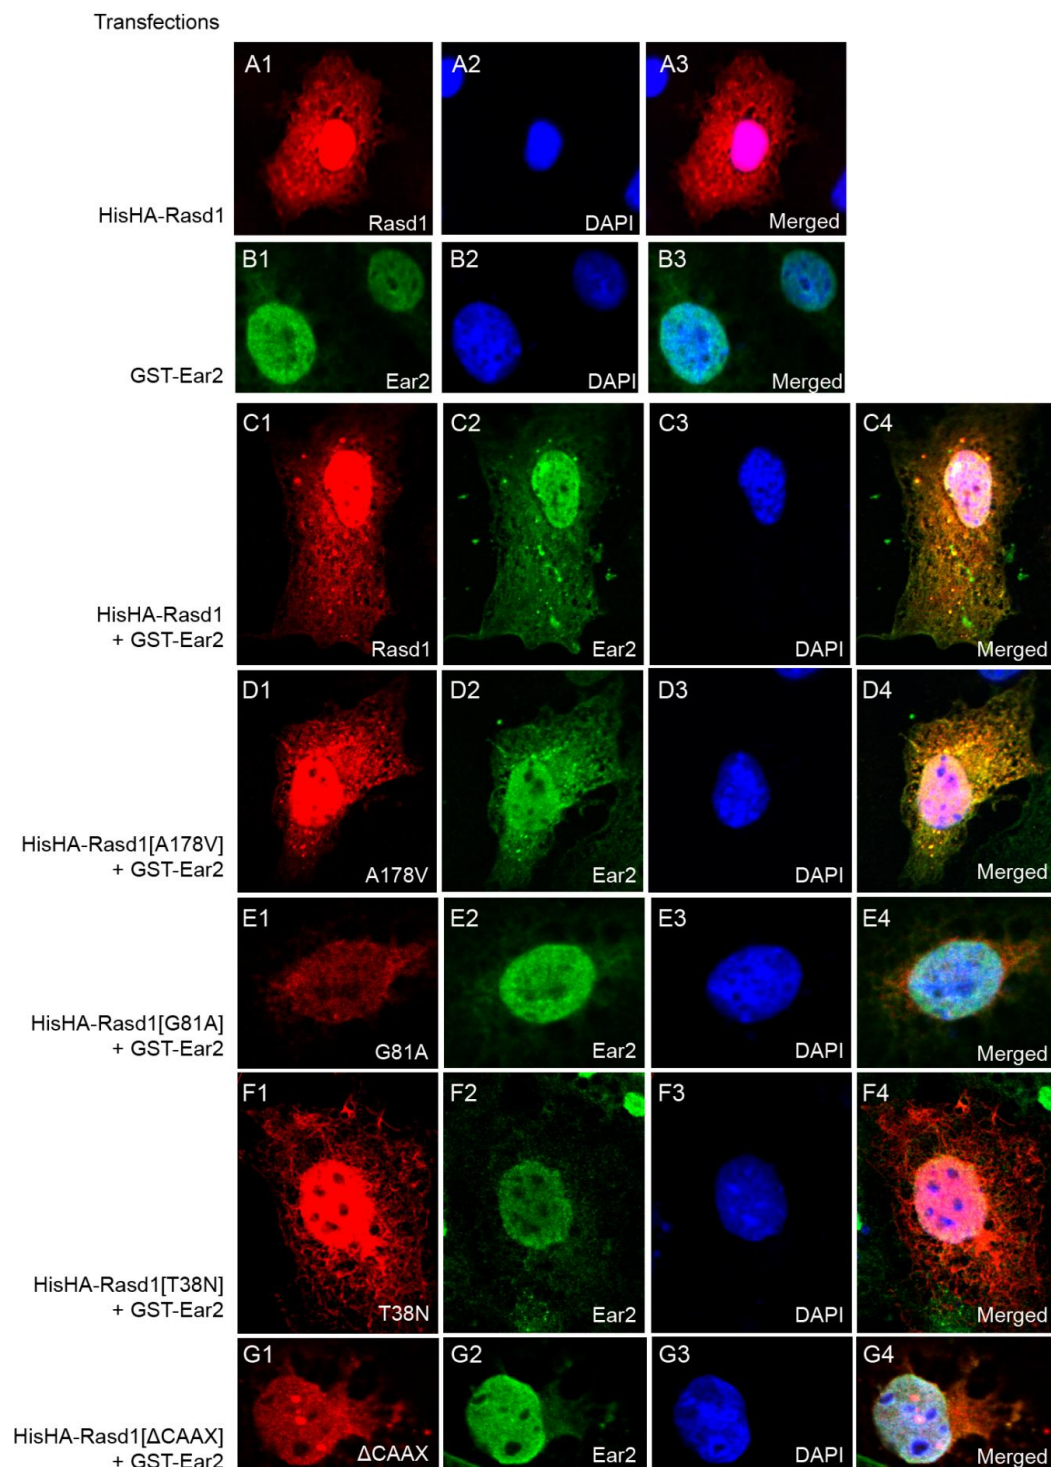 Transfections
A1
A2
A3
HisHA-Rasd1
Rasd1
DAPI
Merged
B1
B2
B3
GST-Ear2
Ear2
DAPI
Merged
C1
C2
C3
C4
HisHA-Rasd1
+ GST-Ear2
Rasd1
Ear2
DAPI
Merged
D1
D2
D3
D4
HisHA-Rasd1[A178V]
+ GST-Ear2
A178V
Ear2
DAPI
Merged
E1
E2
E3
E4
HisHA-Rasd1[G81A]
+ GST-Ear2
G81A
Ear2
DAPI
Merged
F1
F2
F3
F4
HisHA-Rasd1[T38N]
+ GST-Ear2
T38N
Ear2
DAPI
Merged
G1
G2
G3
G4
HisHA-Rasd1[ΔCAAX]
+ GST-Ear2
ΔCAAX
Ear2
DAPI
Merged